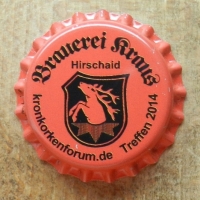 Brauerei Kraus
Hirschaid
kronkorkenforum.de Treffen 2014